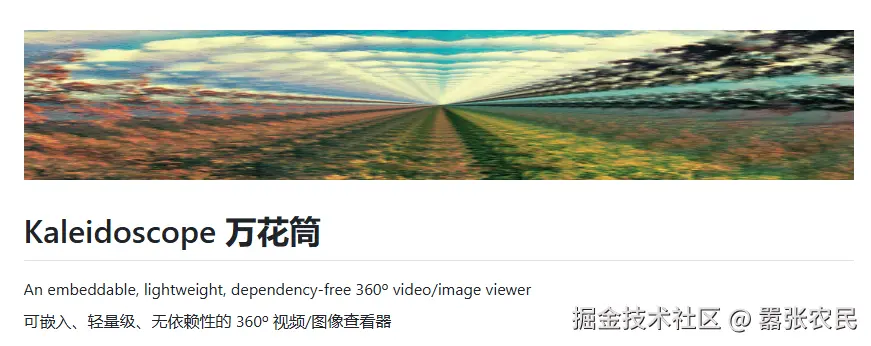 Kaleidoscope 万花筒
An embeddable, lightweight, dependency-free 360º video/image viewer
可嵌入、轻量级、无依赖性的 360º 视频/图像查看器
掘金技术社区 @ 嚣张农民